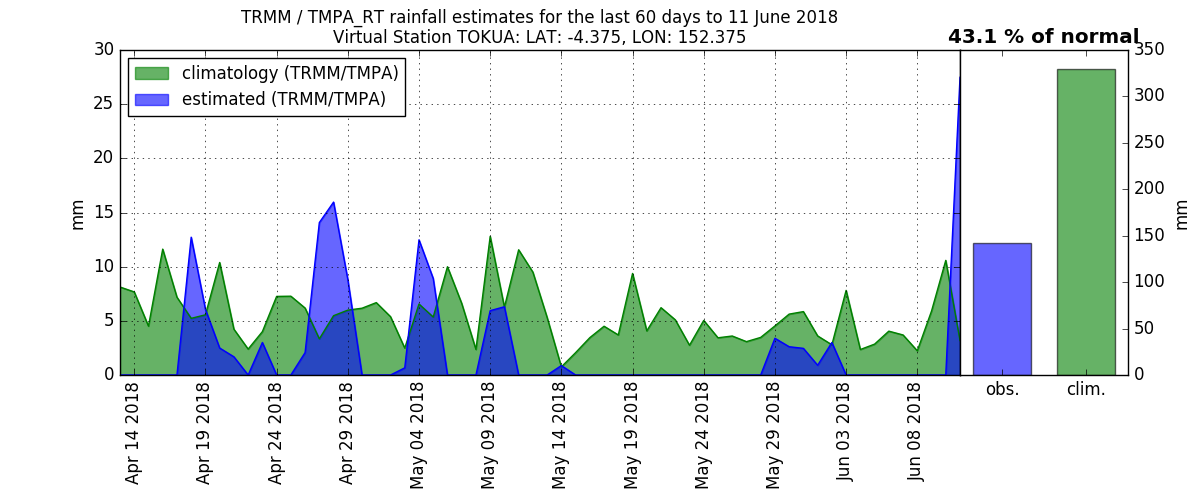 TRMM / TMPA_RT rainfall estimates for the last 60 days to 11 June 2018
Virtual Station TOKUA: LAT: -4.375, LON: 152.375
43.1 % of normal
climatology (TRMM/TMPA)
estimated (TRMM/TMPA)
mm
30
25
20
15
10
5
0
Apr 14 2018
Apr 19 2018
Apr 24 2018
Apr 29 2018
May 04 2018
May 09 2018
May 14 2018
May 19 2018
May 24 2018
May 29 2018
Jun 03 2018
Jun 08 2018
obs.
clim.
350
300
250
200
150
100
50
0
mm